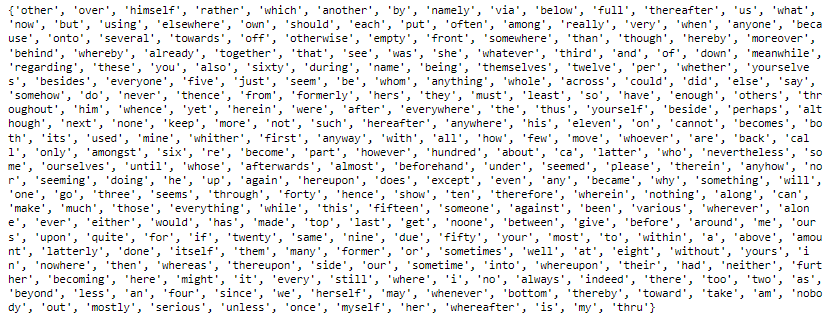 {'other', 'over', 'himself', 'rather', 'which', 'another', 'by', 'namely', 'via', 'below', 'full', 'thereafter', 'us', 'what',
'now', 'but', 'using', 'elsewhere', 'own', 'should', 'each', 'put', 'often', 'among', 'really', 'very', 'when', 'anyone', 'beca
use', 'onto', 'several', 'towards', 'off', 'otherwise', 'empty', 'front', 'somewhere', 'than', 'though', 'hereby', 'moreover',
'behind', 'whereby', 'already', 'together', 'that', 'see', 'was', 'she', 'whatever', 'third', 'and', 'of', 'down', 'meanwhile',
'regarding', 'these', 'you', 'also', 'sixty', 'during', 'name', 'being', 'themselves', 'twelve', 'per', 'whether', 'yourselve
s', 'besides', 'everyone', 'five', 'just', 'seem', 'be', 'whom', 'anything', 'whole', 'across', 'could', 'did', 'else', 'say',
'somehow', 'do', 'never', 'thence', 'from', 'formerly', 'hers', 'they', 'must', 'least', 'so', 'have', 'enough', 'others', 'thr
oughout', 'him', 'whence', 'yet', 'herein', 'were', 'after', 'everywhere', 'the', 'thus', 'yourself', 'beside', 'perhaps', 'alt
hough', 'next', 'none', 'keep', 'more', 'not', 'such', 'hereafter', 'anywhere', 'his', 'eleven', 'on', 'cannot', 'becomes', 'bo
th', 'its', 'used', 'mine', 'whither', 'first', 'anyway', 'with', 'all', 'how', 'few', 'move', 'whoever', 'are', 'back', 'cal
l', 'only', 'amongst', 'six', 're', 'become', 'part', 'however', 'hundred', 'about', 'ca', 'latter', 'who', 'nevertheless', 'so
me', 'ourselves', 'until', 'whose', 'afterwards', 'almost', 'beforehand', 'under', 'seemed', 'please', 'therein', 'anyhow', 'no
r', 'seeming', 'doing', 'he', 'up', 'again', 'hereupon', 'does', 'except', 'even', 'any', 'became', 'why', 'something', 'will',
'one', 'go', 'three', 'seems', 'through', 'forty', 'hence', 'show', 'ten', 'therefore', 'wherein', 'nothing', 'along', 'can',
'make', 'much', 'those', 'everything', 'while', 'this', 'fifteen', 'someone', 'against', 'been', 'various', 'wherever', 'alon
e', 'ever', 'either', 'would', 'has', 'made', 'top', 'last', 'get', 'noone', 'between', 'give', 'before', 'around', 'me', 'our
s', 'upon', 'quite', 'for', 'if', 'twenty', 'same', 'nine', 'due', 'fifty', 'your', 'most', 'to', 'within', 'a', 'above', 'amou
nt', 'latterly', 'done', 'itself', 'them', 'many', 'former', 'or', 'sometimes', 'well', 'at', 'eight', 'without', 'yours', 'i
n', 'nowhere', 'then', 'whereas', 'thereupon', 'side', 'our', 'sometime', 'into', 'whereupon', 'their', 'had', 'neither', 'furt
her', 'becoming', 'here', 'might', 'it', 'every', 'still', 'where', 'i', 'no', 'always', 'indeed', 'there', 'too', 'two', 'as',
'beyond', 'less', 'an', 'four', 'since', 'we', 'herself', 'may', 'whenever', 'bottom', 'thereby', 'toward', 'take', 'am', 'nobo
dy', 'out', 'mostly', 'serious', 'unless', 'once', 'myself', 'her', 'whereafter', 'is', 'my', 'thru'}